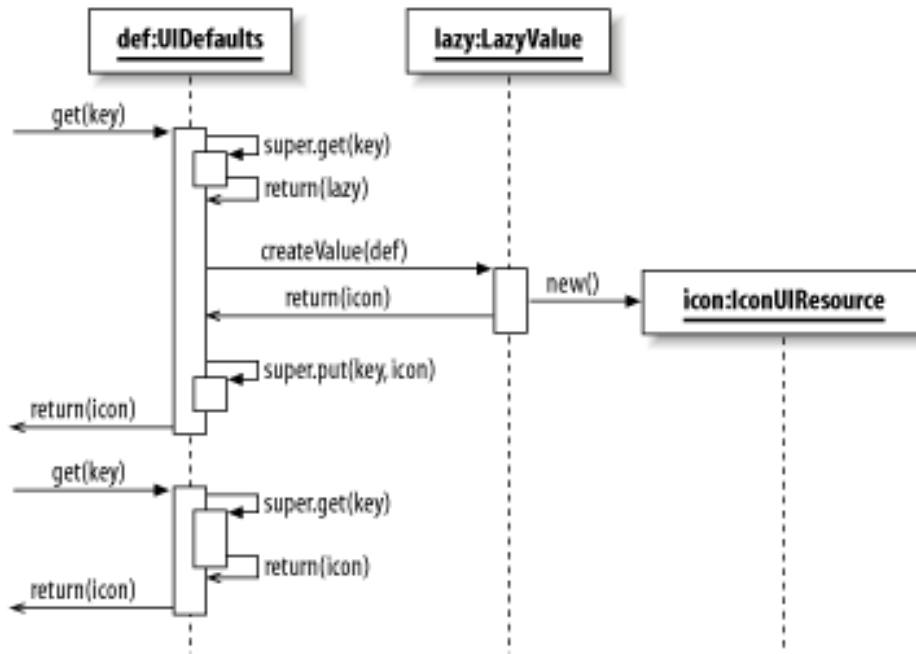 def:UIDefaults
lazy:LazyValue
get(key)
super.get(key)
return(lazy)
createValue(def)
new()
return(icon)
icon:IconUIResource
super.put(key, icon)
return(icon)
get(key)
super.get(key)
return(icon)
return(icon)